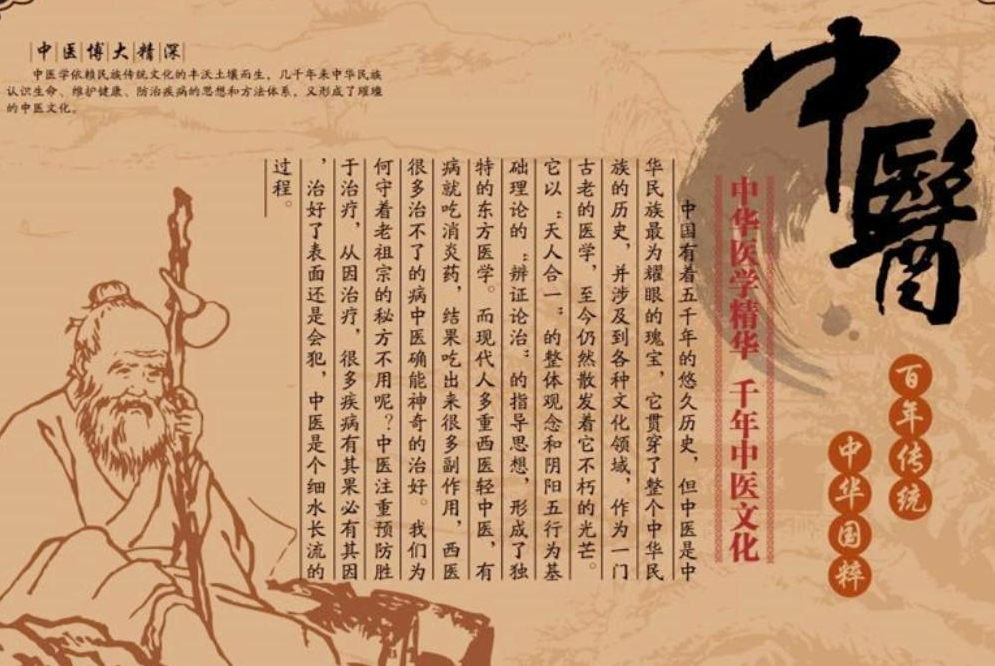 中醫
百年传统
中华国粹
中华医学精华 千年中医文化
中国有着五千年的悠久历史，但中医是中
华民族最为耀眼的瑰宝，它贯穿了整个中华民
族的历史，并涉及到各种文化领域，作为一门
古老的医学，至今仍然散发着它不朽的光芒。
它以“天人合一”的整体观念和阴阳五行为基
础理论的“辨证论治”的指导思想，形成了独
特的东方医学。而现代人多重西医轻中医，有
病就吃消炎药，结果吃出来很多副作用，西医
很多治不了的病中医确能神奇的治好。我们为
何守着老祖宗的秘方不用呢？中医注重预防胜
于治疗，从因治疗，很多疾病有其果必有其因
，治好了表面还是会犯，中医是个细水长流的
过程。
中医博大精深
中医学依赖民族传统文化的丰沃土壤而生，几千年来中华民族
认识生命、维护健康、防治疾病的思想和方法体系，又形成了璀璨
的中医文化。